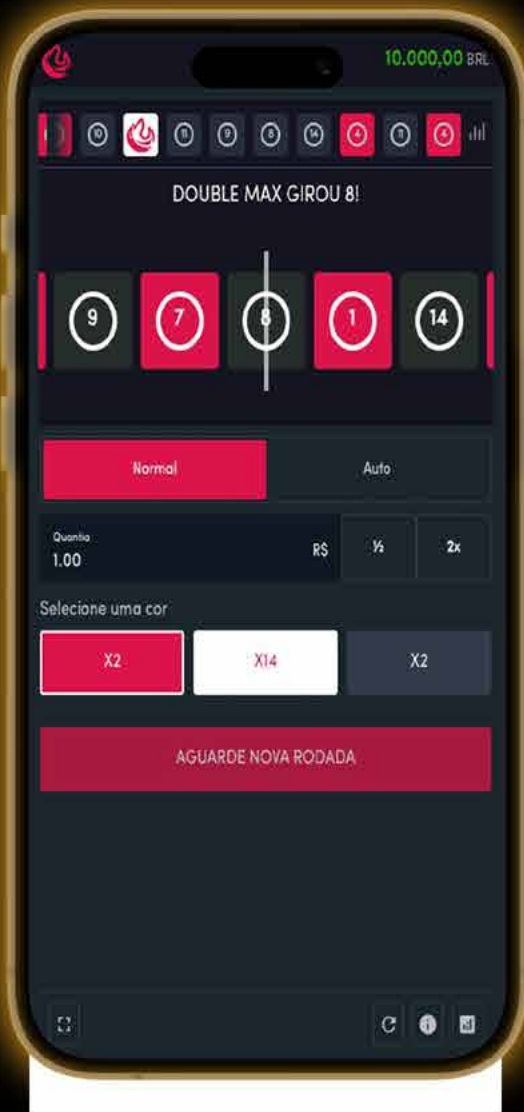 10.000,00 BRL
10 11 9 8 14 4 11 4
DOUBLE MAX GIROU 8!
9 7 8 1 14
Normal Auto
Quantia
1.00 R$ ½ 2x
Selecione uma cor
X2 X14 X2
AGUARDE NOVA RODADA